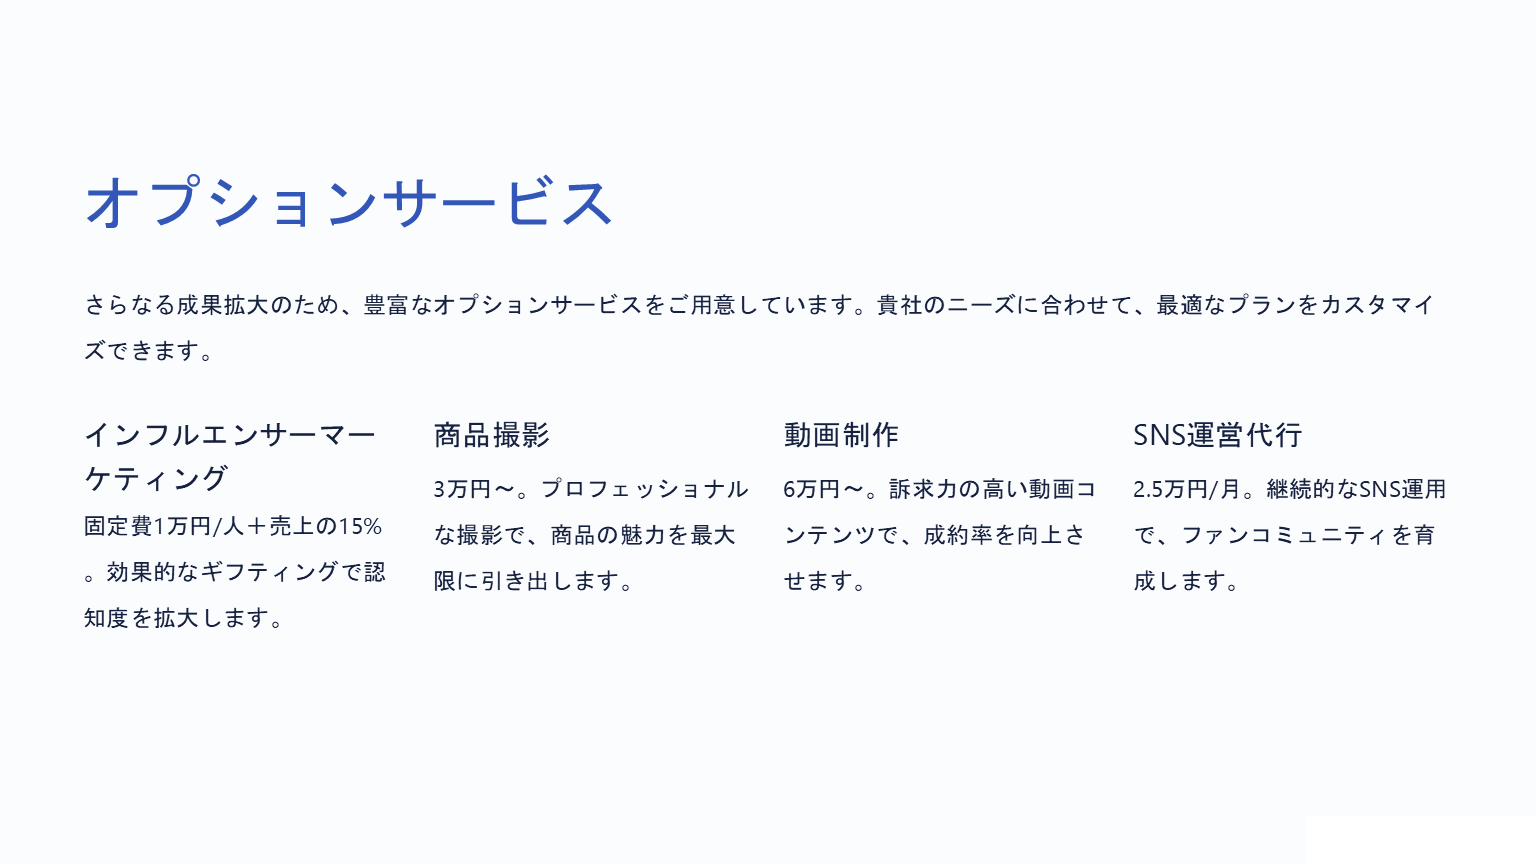 オプションサービス
さらなる成果拡大のため、豊富なオプションサービスをご用意しています。貴社のニーズに合わせて、最適なプランをカスタマイ
ズできます。
インフルエンサーマー
ケティング
固定費1万円/人＋売上の15%
。効果的なギフティングで認
知度を拡大します。
商品撮影
3万円〜。プロフェッショナル
な撮影で、商品の魅力を最大
限に引き出します。
動画制作
6万円〜。訴求力の高い動画コ
ンテンツで、成約率を向上さ
せます。
SNS運営代行
2.5万円/月。継続的なSNS運用
で、ファンコミュニティを育
成します。